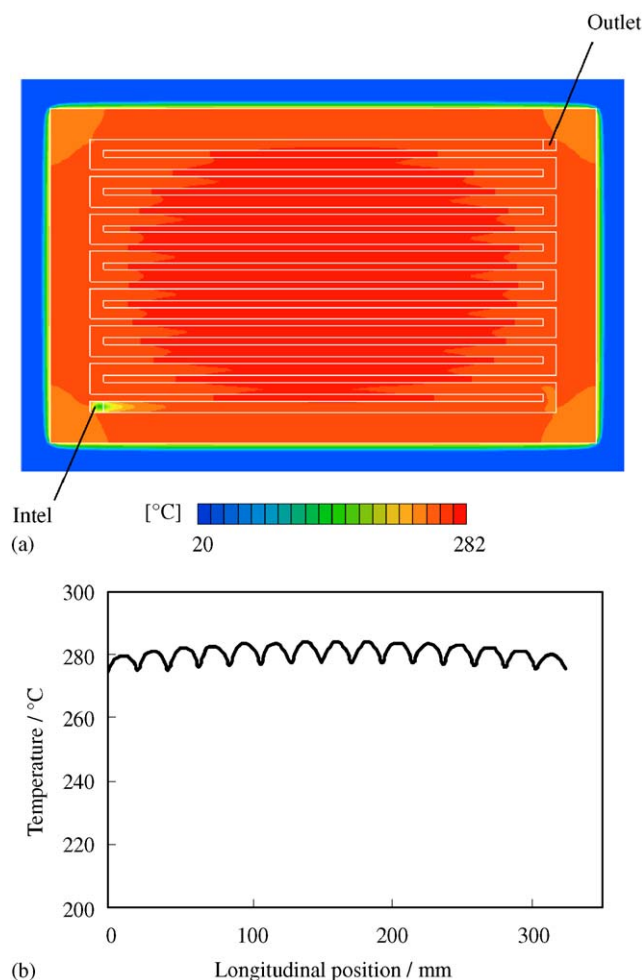 Outlet
Intel
[°C]
20
282
(a)
300
280
260
240
220
200
Temperature / °C
0
100
200
300
Longitudinal position / mm
(b)